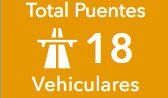 Total Puentes
18
Vehiculares